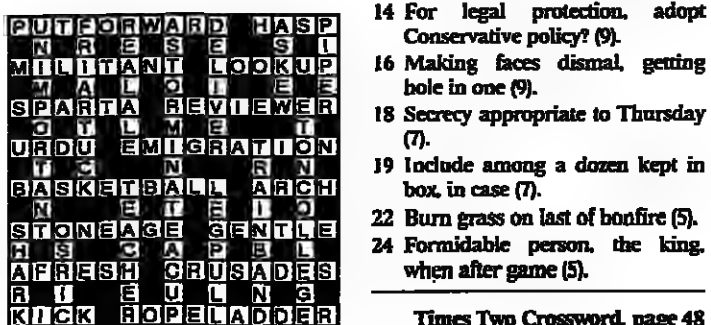 PUTFORWARD HASP
N R E S E S I
MILITANT LOOKUP
M A L O I E E
SPARTA REVIEWER
O T L M E T
URDU EMIGRATION
T C N R N
BASKETBALL ARCH
N E T E I O
STONEAGE GENTLE
H S C A P B L
AFRESH CRUSADES
R I E U L N G
KICK ROPELADDER
14 For legal protection, adopt
Conservative policy? (9).
16 Making faces dismal, getting
hole in one (9).
18 Secrecy appropriate to Thursday
(7).
19 Include among a dozen kept in
box, in case (7).
22 Burn grass on last of bonfire (5).
24 Formidable person, the king,
when after game (5).
Times Two Crossword, page 48